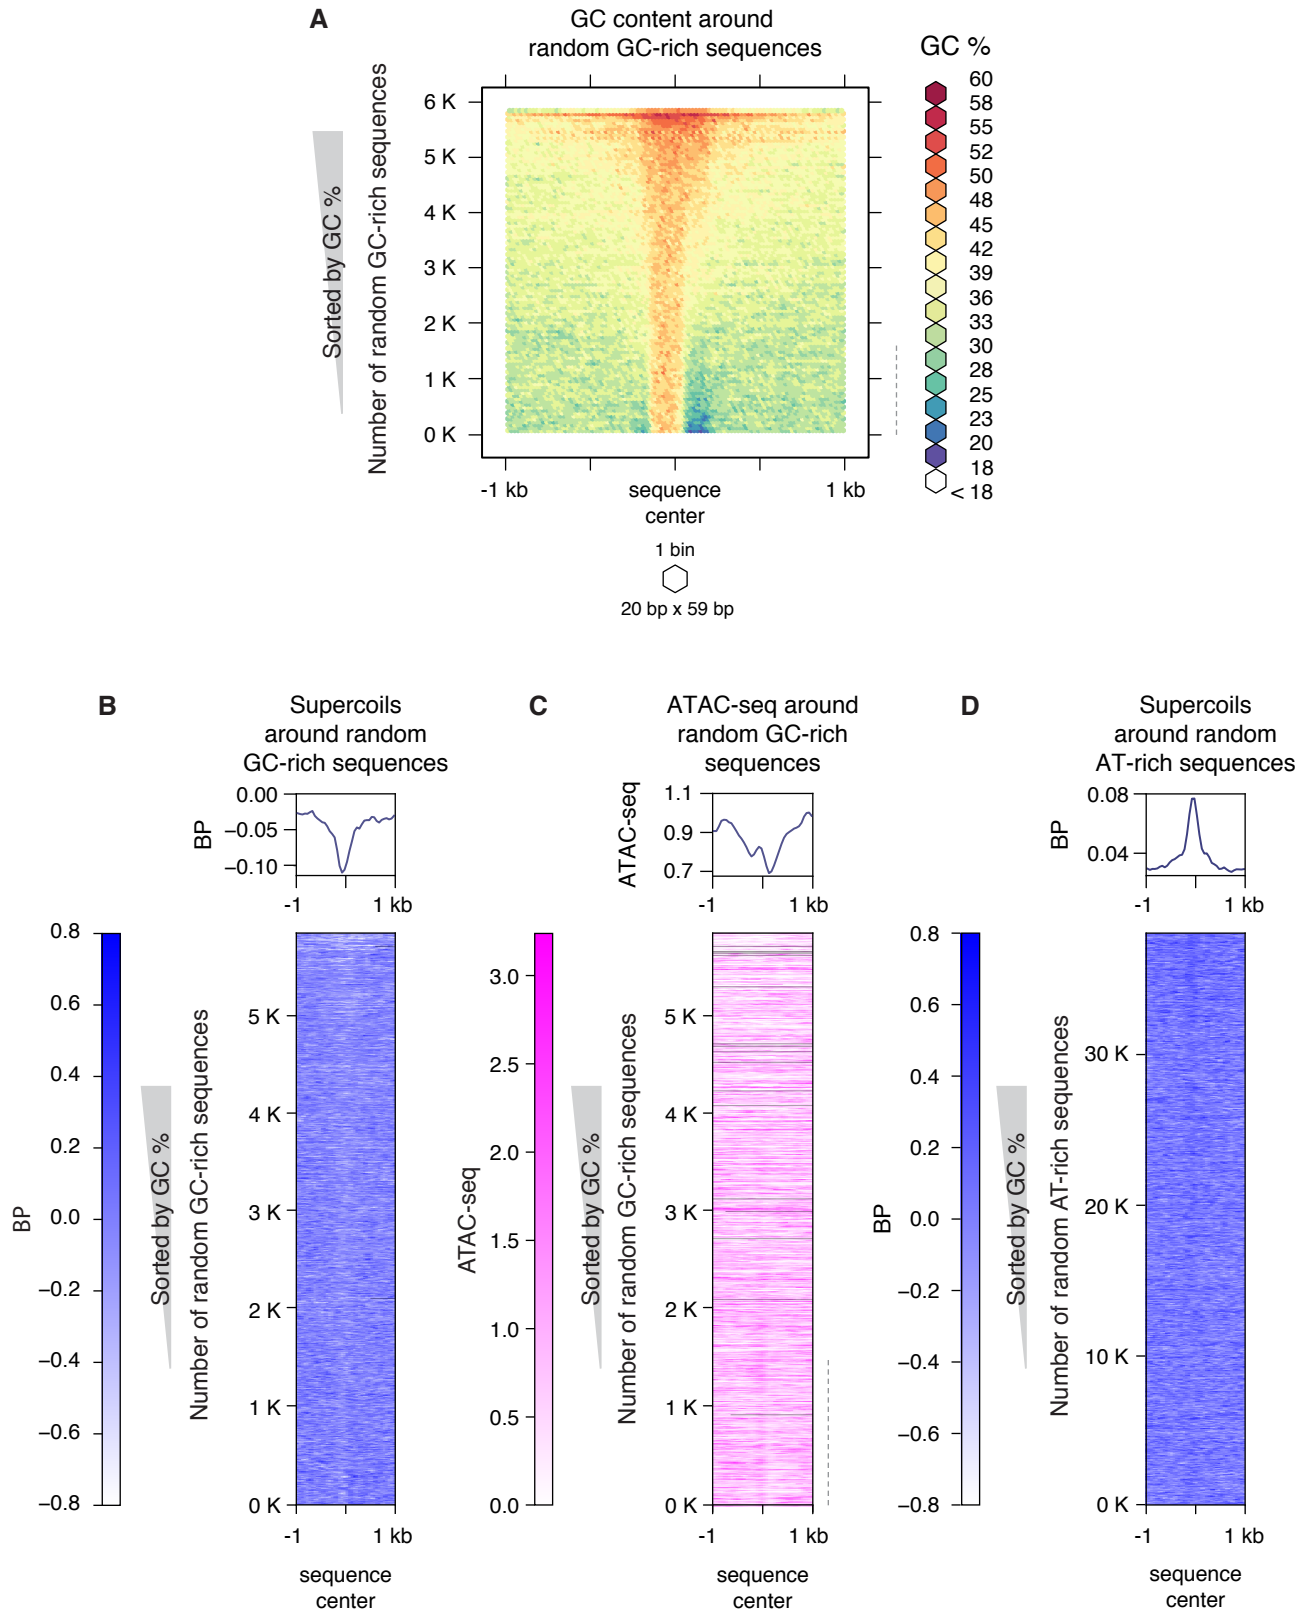 A
GC content around
random GC-rich sequences
GC %
60
58
55
52
50
48
45
42
39
36
33
30
28
25
23
20
18
< 18
Sorted by GC %
Number of random GC-rich sequences
6 K
5 K
4 K
3 K
2 K
1 K
0 K
-1 kb
sequence
center
1 kb
1 bin
20 bp x 59 bp
B
Supercoils
around random
GC-rich sequences
BP
0.00
−0.05
−0.10
-1
1 kb
BP
0.8
0.6
0.4
0.2
0.0
−0.2
−0.4
−0.6
−0.8
Sorted by GC %
Number of random GC-rich sequences
5 K
4 K
3 K
2 K
1 K
0 K
-1
1 kb
sequence
center
C
ATAC-seq around
random GC-rich
sequences
ATAC-seq
1.1
0.9
0.7
-1
1 kb
ATAC-seq
3.0
2.5
2.0
1.5
1.0
0.5
0.0
Sorted by GC %
Number of random GC-rich sequences
5 K
4 K
3 K
2 K
1 K
0 K
-1
1 kb
sequence
center
D
Supercoils
around random
AT-rich sequences
BP
0.08
0.04
-1
1 kb
BP
0.8
0.6
0.4
0.2
0.0
−0.2
−0.4
−0.6
−0.8
Sorted by GC %
Number of random AT-rich sequences
30 K
20 K
10 K
0 K
-1
1 kb
sequence
center